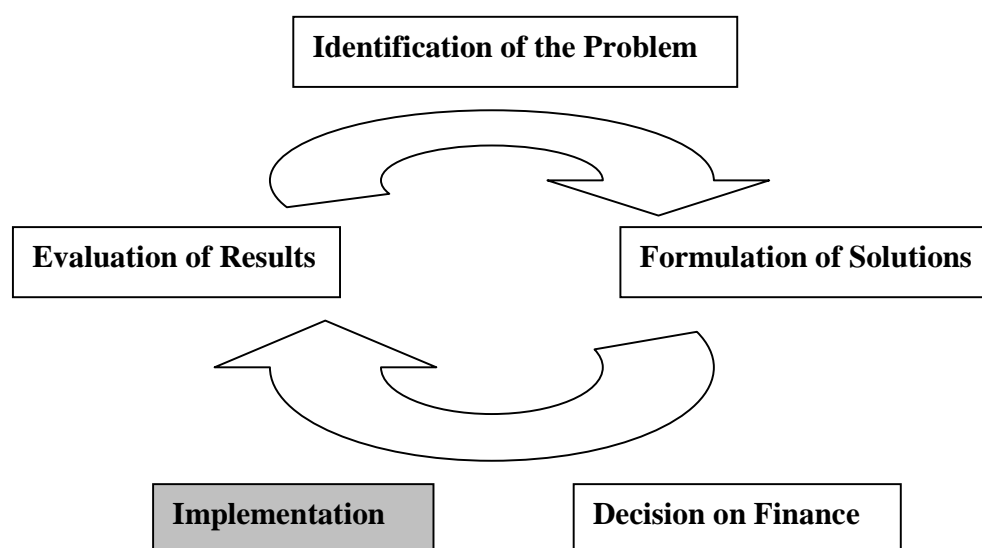 Identification of the Problem
Evaluation of Results
Formulation of Solutions
Implementation
Decision on Finance